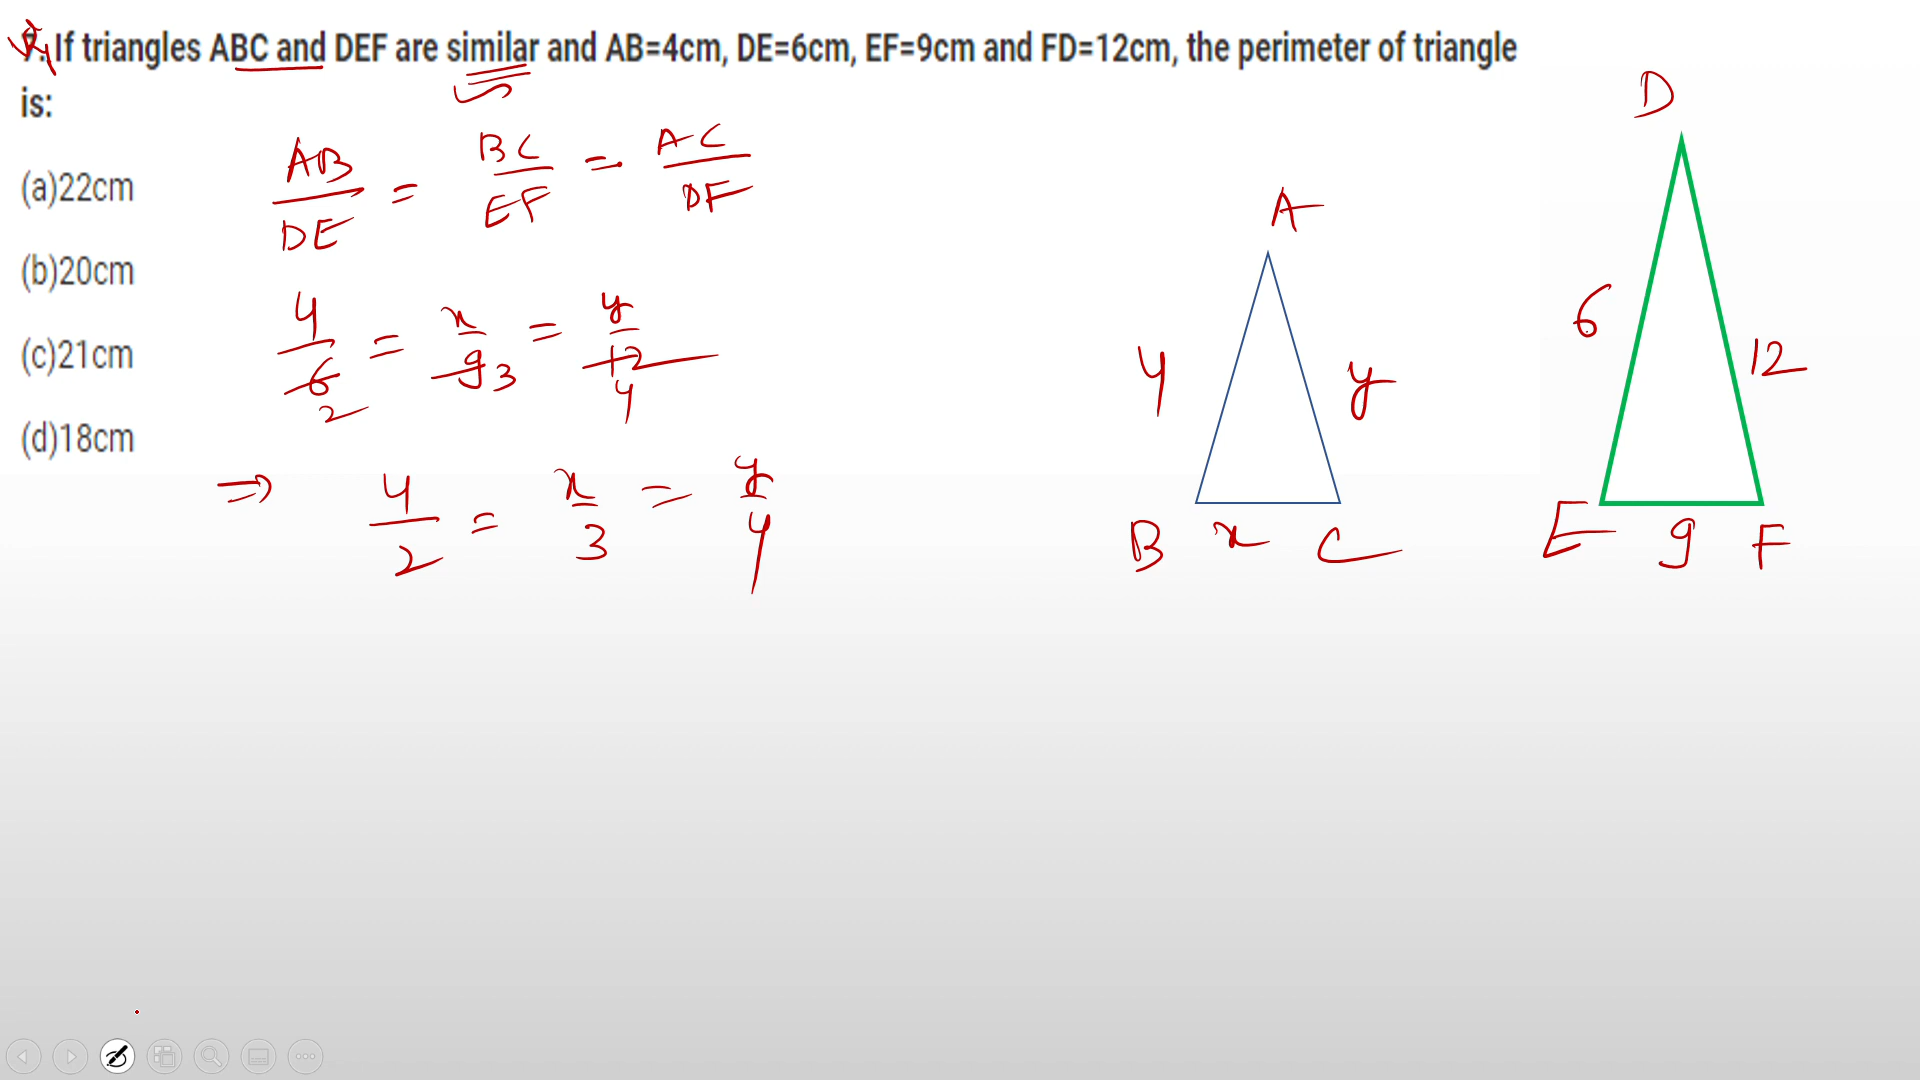 7. If triangles ABC and DEF are similar and AB=4cm, DE=6cm, EF=9cm and FD=12cm, the perimeter of triangle
is:
(a)22cm
(b)20cm
(c)21cm
(d)18cm
AB/DE = BC/EF = AC/DF
4/6 = x/9 = y/12
2 3 4
⇒ 4/2 = x/3 = y/4
A
4 y
B x C
D
6 12
E 9 F